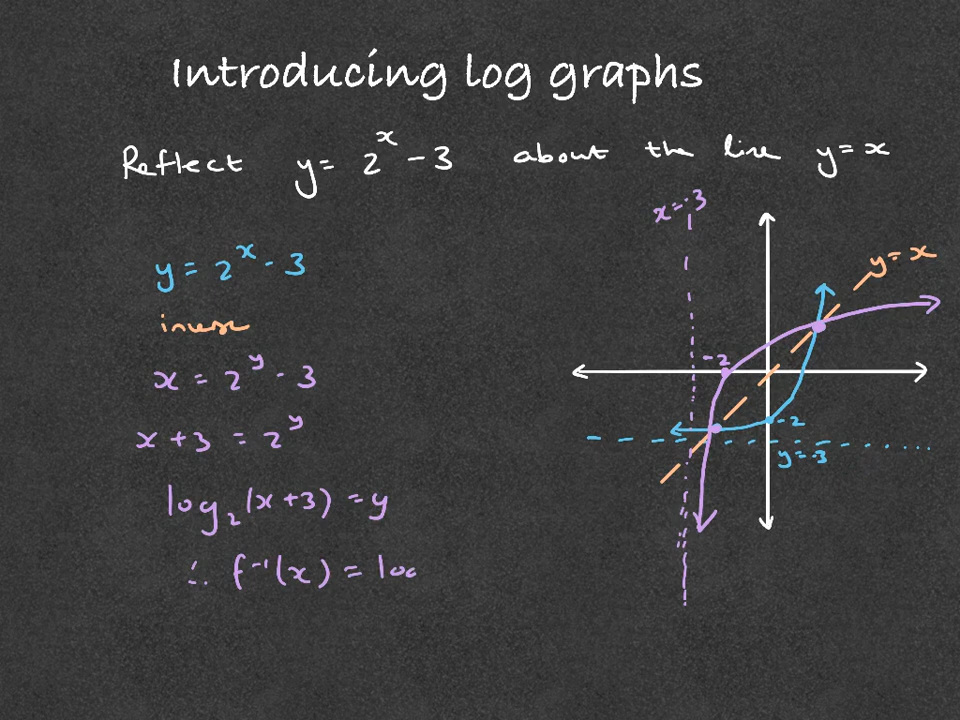 Introducing log graphs
Reflect y = 2^x - 3 about the line y = x
y = 2^x - 3
inverse
x = 2^y - 3
x + 3 = 2^y
log₂(x+3) = y
∴ f⁻¹(x) = log
x = -3
y = x
-2
-2
y = -3